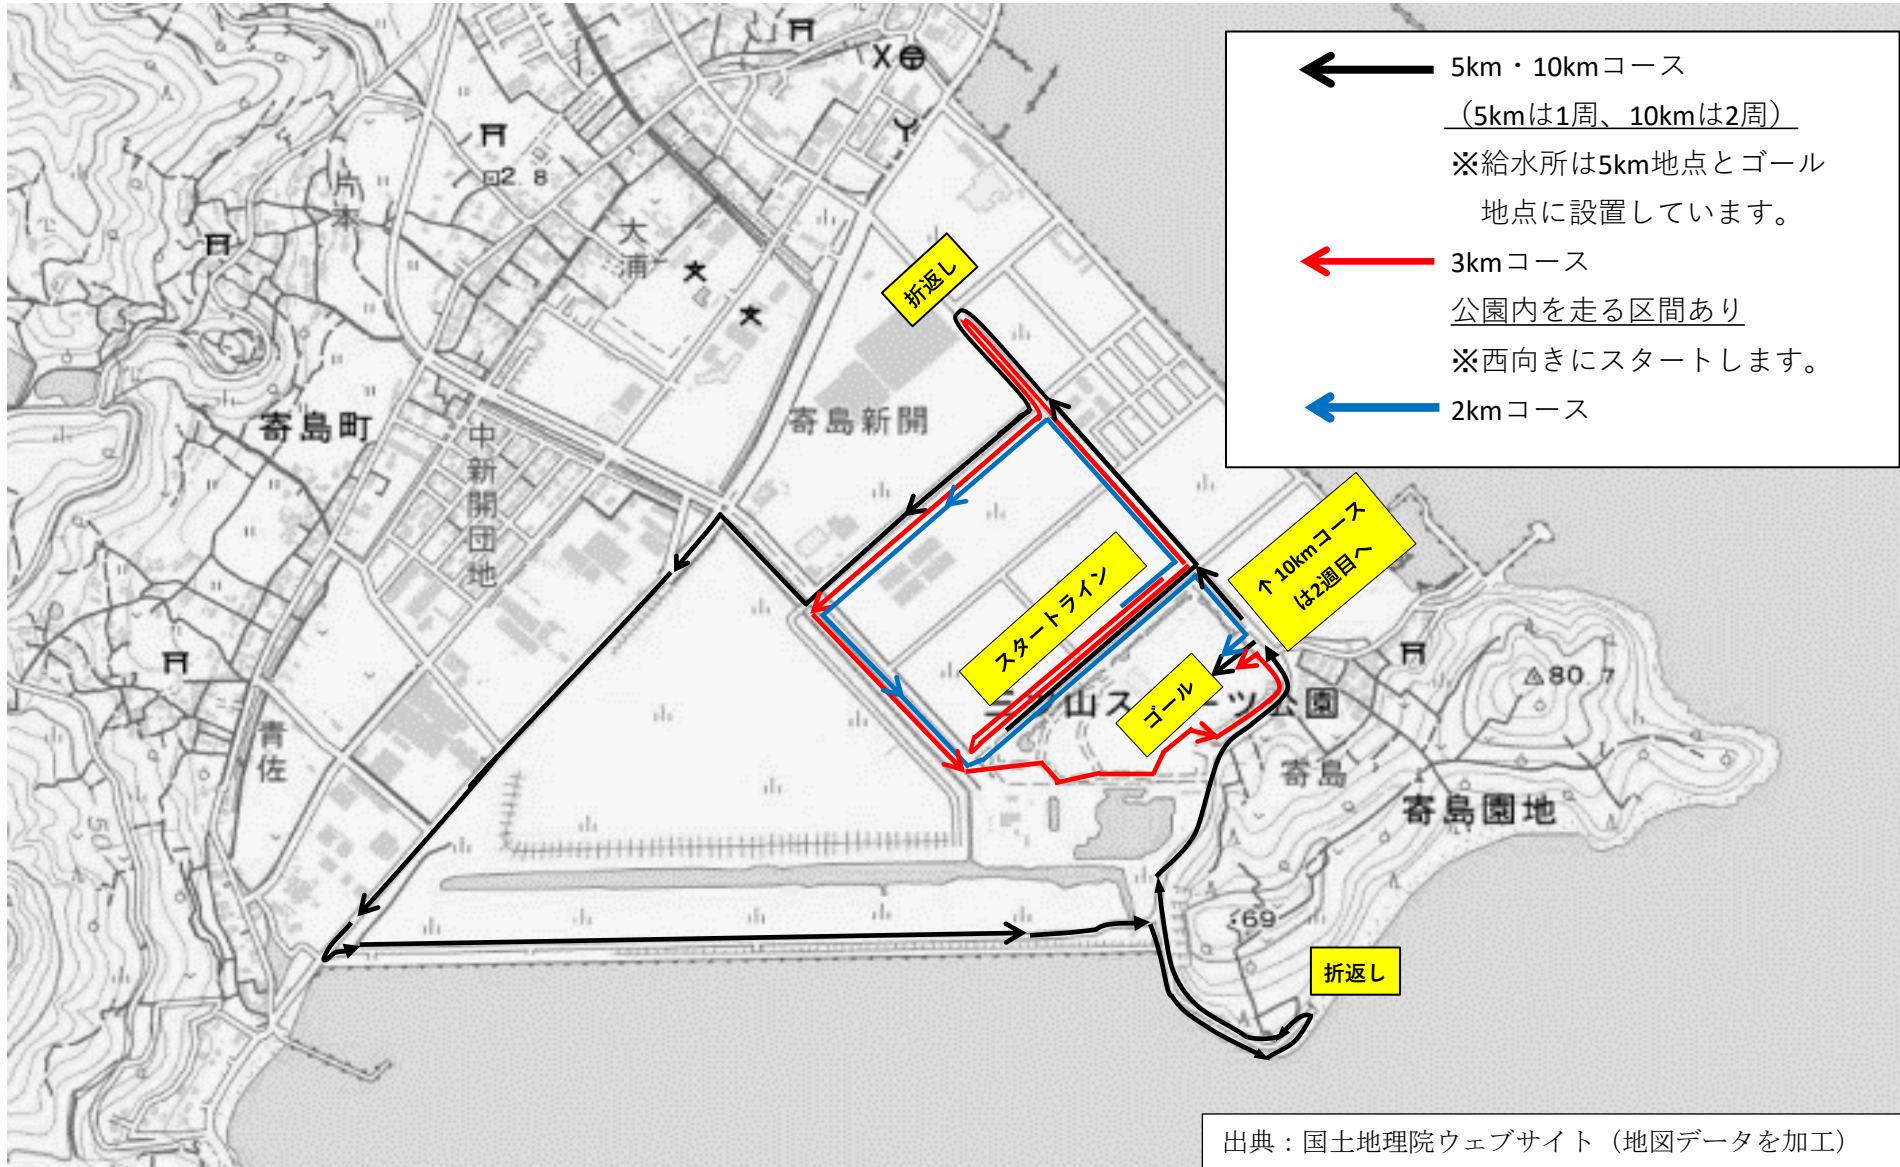 5km・10kmコース
（5kmは1周、10kmは2周）
※給水所は5km地点とゴール
地点に設置しています。
3kmコース
公園内を走る区間あり
※西向きにスタートします。
2kmコース
2.8
片本
大浦
折返し
寄島町
中新開団地
寄島新開
↑10kmコース
は2週目へ
スタートライン
ゴール
80.7
青佐
寄島
寄島園地
50
69
折返し
出典：国土地理院ウェブサイト（地図データを加工）